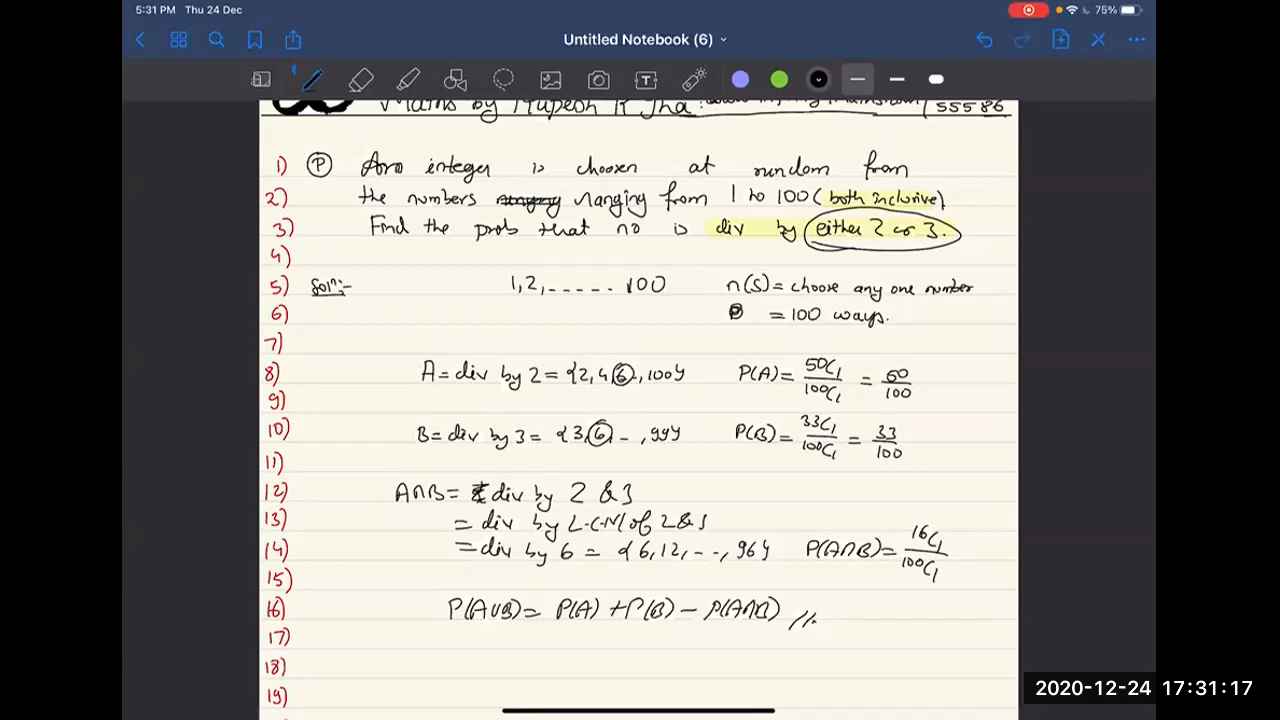 5:31 PM Thu 24 Dec
75%
Untitled Notebook (6)
Maths by Rupesh K Jha: 55586
1) P An integer is choosen at random from
2) the numbers ranging from 1 to 100 (both inclusive)
3) Find the prob that no is div by either 2 or 3.
4)
5) Soln:- 1, 2, ------ 100 n(S) = choose any one number
6) = 100 ways.
7)
8) A = div by 2 = {2, 4, 6, .., 100} P(A) = 50C1/100C1 = 50/100
9)
10) B = div by 3 = {3, 6, - -, 99} P(B) = 33C1/100C1 = 33/100
11)
12) A∩B = div by 2 & 3
13) = div by L.C.M of 2 & 3
14) = div by 6 = {6, 12, - - -, 96} P(A∩B) = 16C1/100C1
15)
16) P(A∪B) = P(A) + P(B) - P(A∩B) //.
17)
18)
19)
2020-12-24 17:31:17